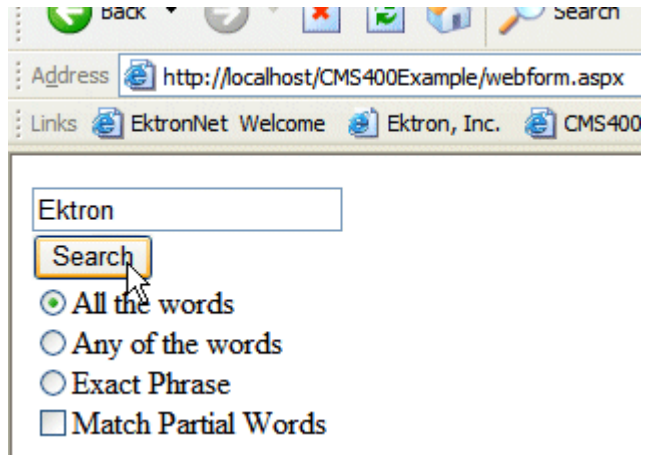 Back Search
Address http://localhost/CMS400Example/webform.aspx
Links EktronNet Welcome Ektron, Inc. CMS400
Ektron
Search
All the words
Any of the words
Exact Phrase
Match Partial Words